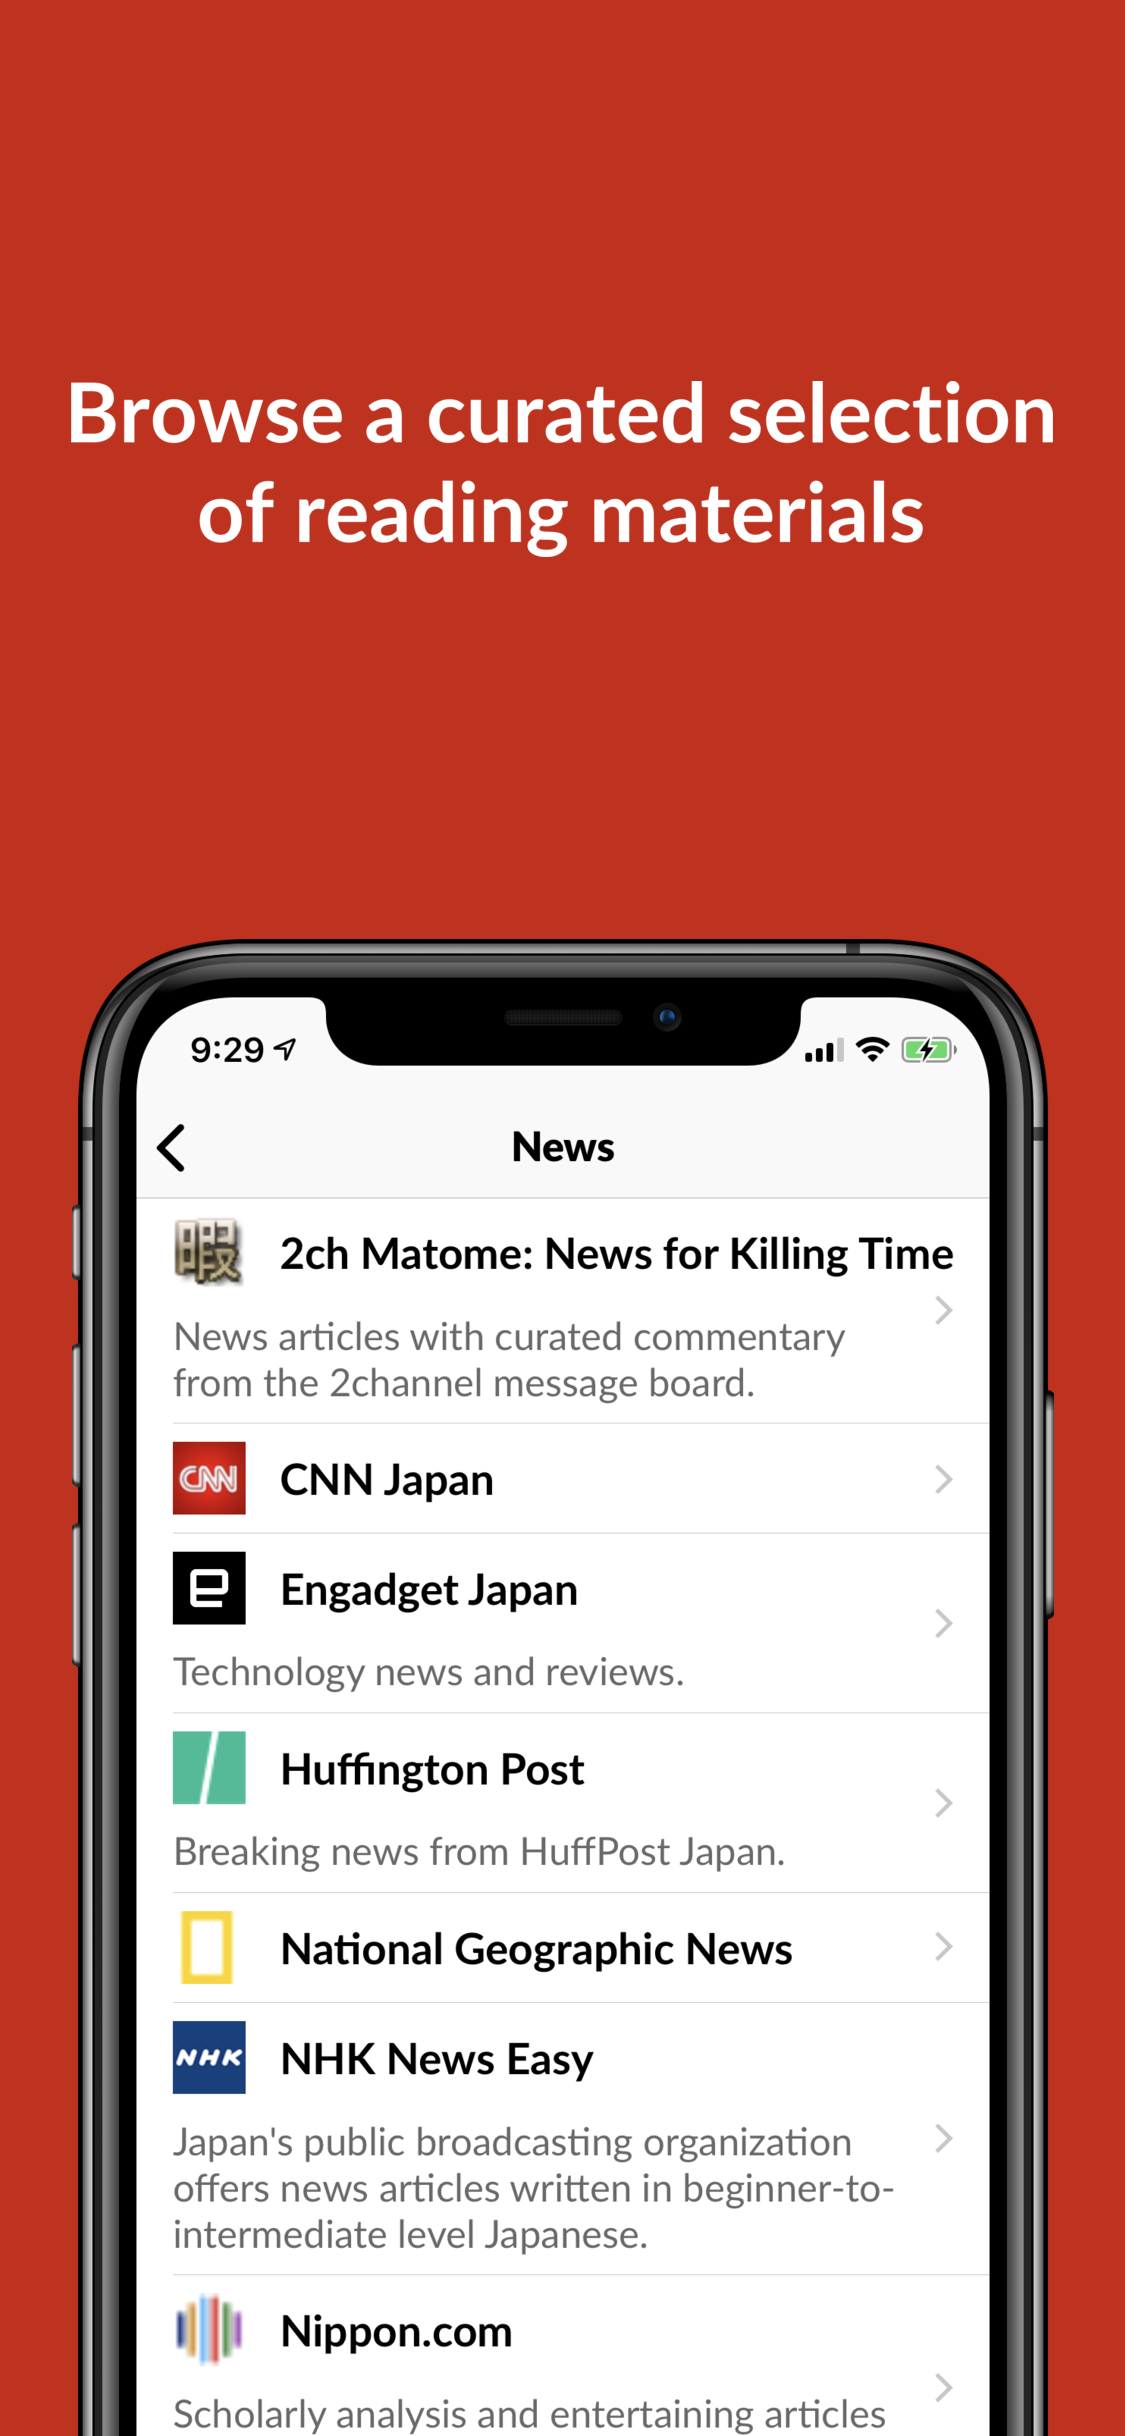 Browse a curated selection
of reading materials
9:29
News
暇
2ch Matome: News for Killing Time
News articles with curated commentary
from the 2channel message board.
CNN
CNN Japan
e
Engadget Japan
Technology news and reviews.
Huffington Post
Breaking news from HuffPost Japan.
National Geographic News
NHK
NHK News Easy
Japan's public broadcasting organization
offers news articles written in beginner-to-
intermediate level Japanese.
Nippon.com
Scholarly analysis and entertaining articles